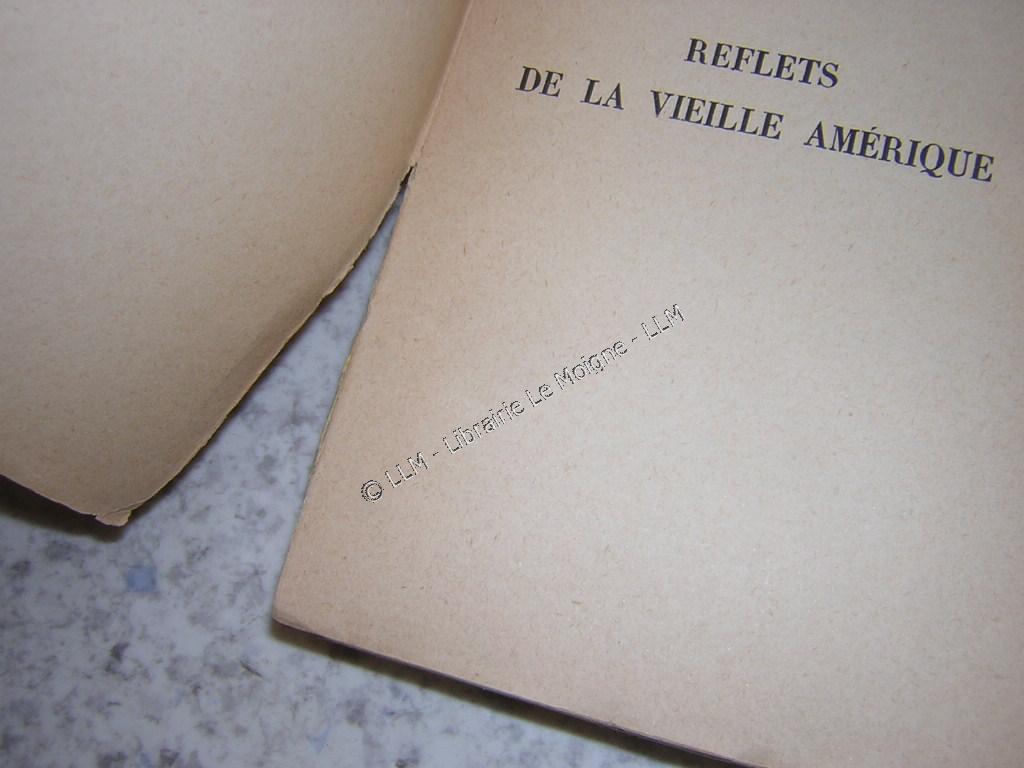 REFLETS
DE LA VIEILLE AMÉRIQUE
© LLM - Librairie Le Moigne - LLM